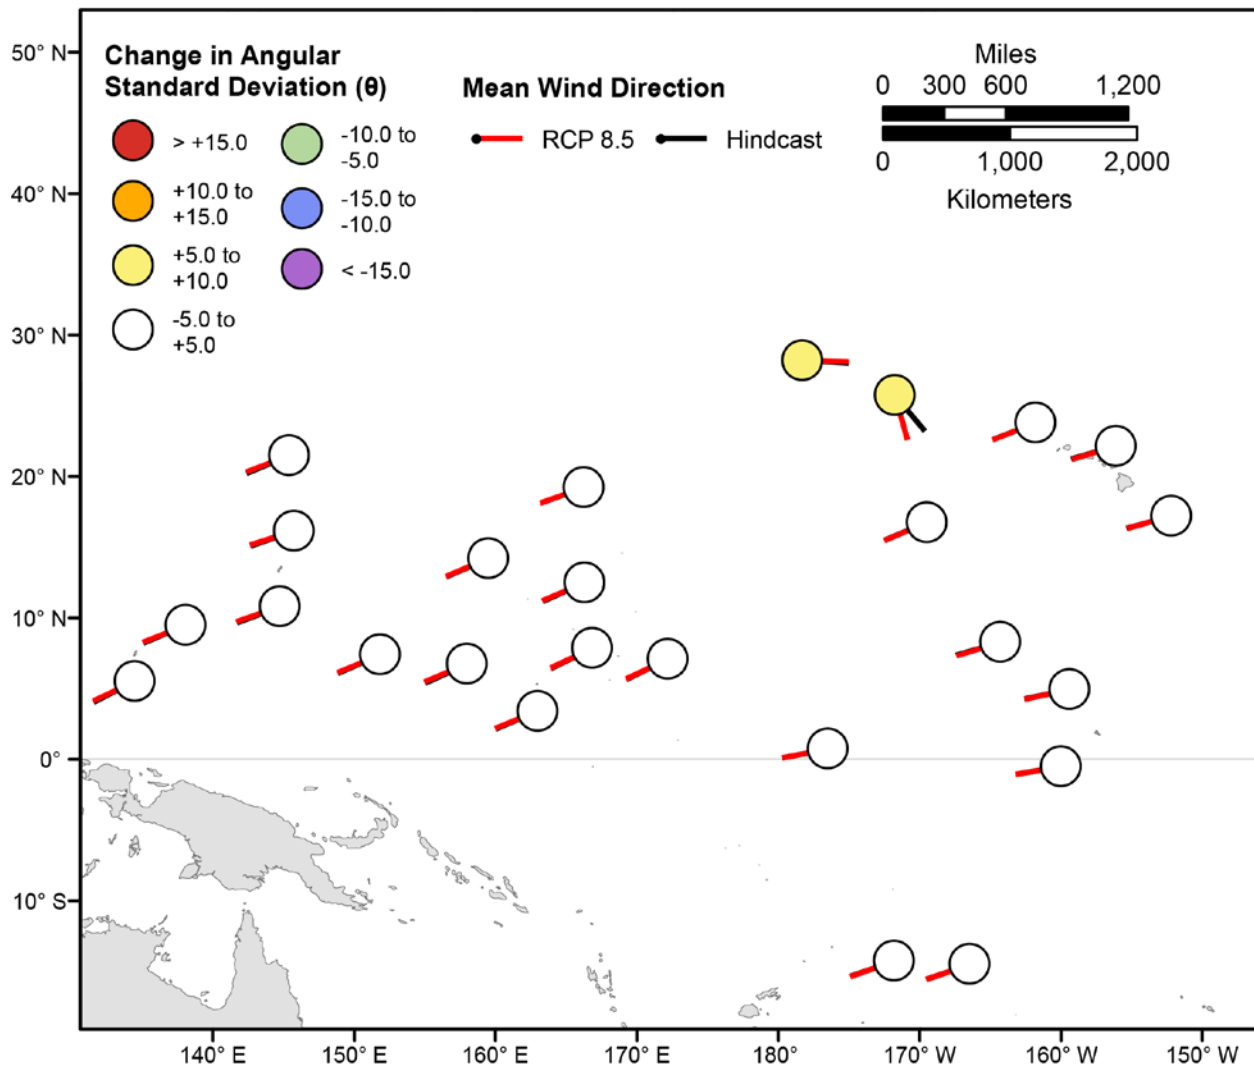 Change in Angular
Standard Deviation (θ)
> +15.0
+10.0 to
+15.0
+5.0 to
+10.0
-5.0 to
+5.0
-10.0 to
-5.0
-15.0 to
-10.0
< -15.0
Mean Wind Direction
RCP 8.5
Hindcast
Miles
0 300 600 1,200
0 1,000 2,000
Kilometers
50° N
40° N
30° N
20° N
10° N
0°
10° S
140° E 150° E 160° E 170° E 180° 170° W 160° W 150° W